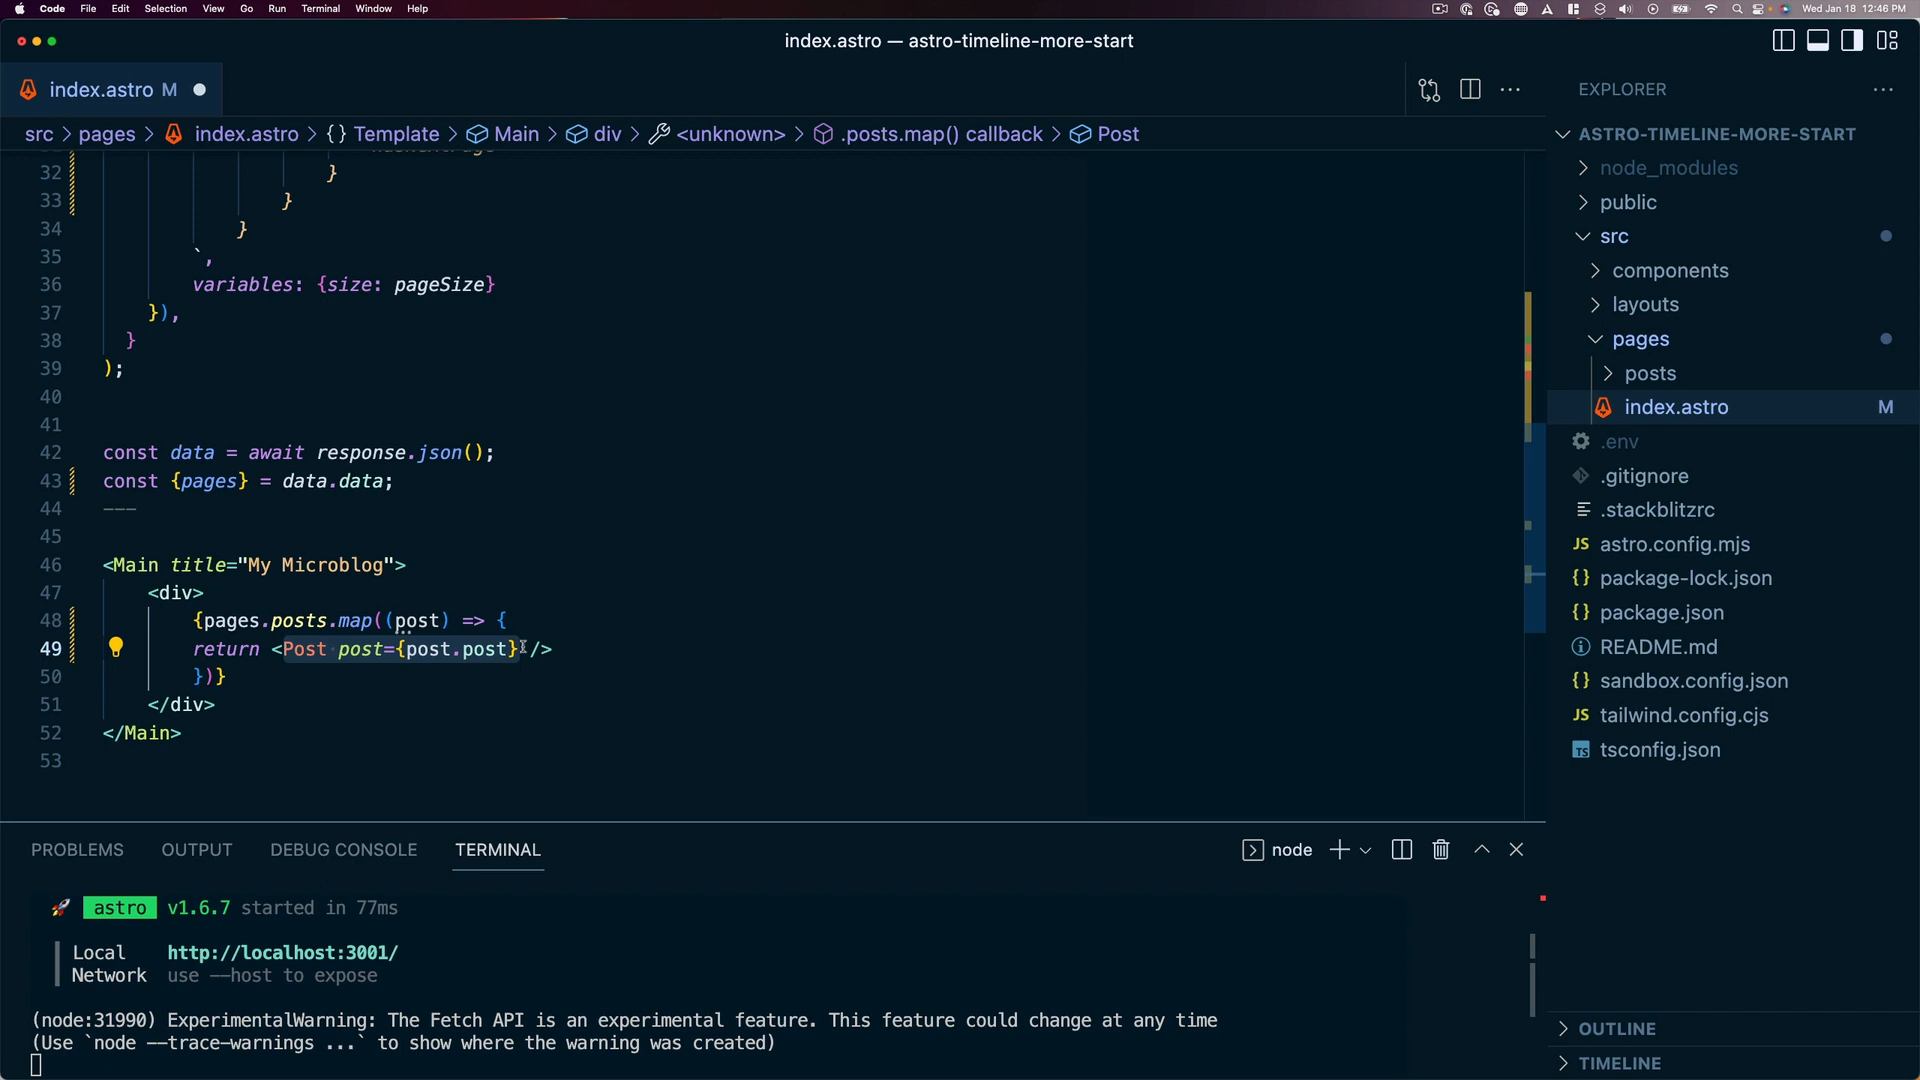 Code File Edit Selection View Go Run Terminal Window Help
Wed Jan 18 12:46 PM
index.astro — astro-timeline-more-start
index.astro M
src > pages > index.astro > {} Template > Main > div > <unknown> > .posts.map() callback > Post
32 }
33 }
34 }
35 `,
36 variables: {size: pageSize}
37 }),
38 }
39 );
40
41
42 const data = await response.json();
43 const {pages} = data.data;
44 ---
45
46 <Main title="My Microblog">
47 <div>
48 {pages.posts.map((post) => {
49 return <Post post={post.post} />
50 })}
51 </div>
52 </Main>
53
PROBLEMS OUTPUT DEBUG CONSOLE TERMINAL
node
astro v1.6.7 started in 77ms
Local http://localhost:3001/
Network use --host to expose
(node:31990) ExperimentalWarning: The Fetch API is an experimental feature. This feature could change at any time
(Use `node --trace-warnings ...` to show where the warning was created)
EXPLORER
ASTRO-TIMELINE-MORE-START
node_modules
public
src
components
layouts
pages
posts
index.astro M
.env
.gitignore
.stackblitzrc
JS astro.config.mjs
{} package-lock.json
{} package.json
README.md
{} sandbox.config.json
JS tailwind.config.cjs
TS tsconfig.json
OUTLINE
TIMELINE